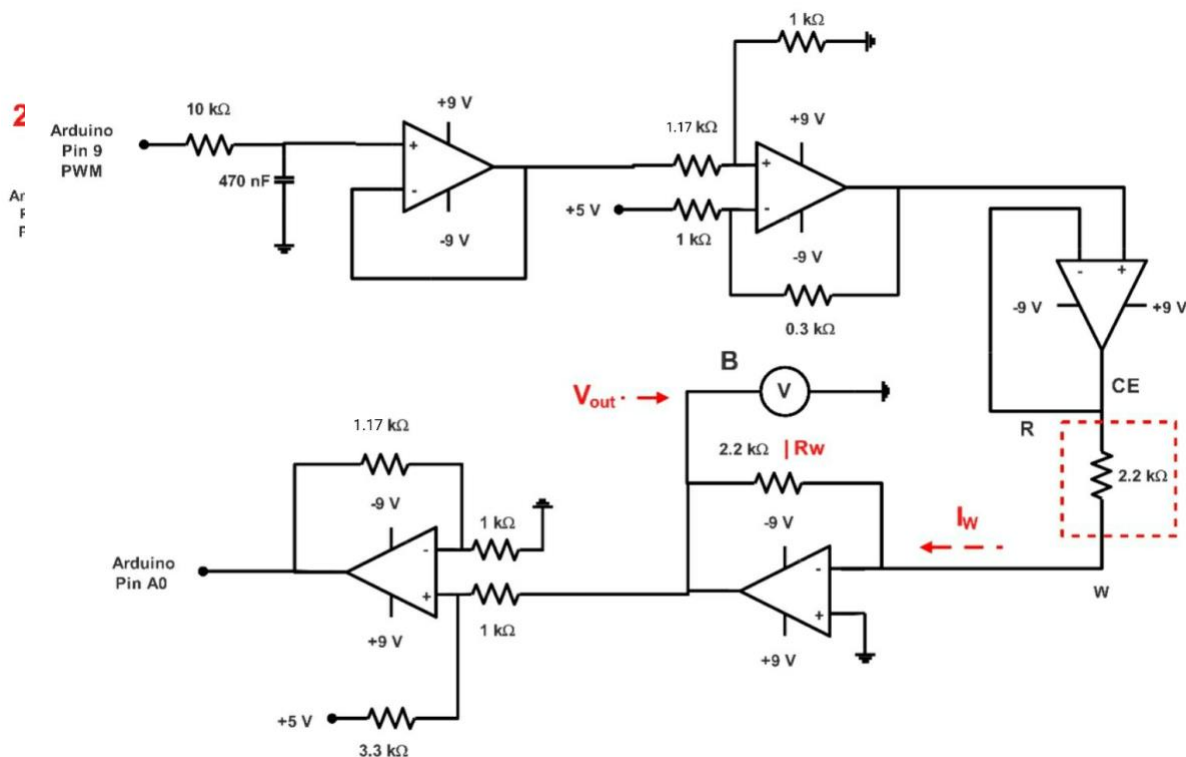 1 kΩ
2
10 kΩ
+9 V
Arduino
Pin 9
PWM
1.17 kΩ
+9 V
+
-
470 nF
-9 V
+
-
+5 V
1 kΩ
-9 V
0.3 kΩ
-
+
-9 V
+9 V
B
V
Vout
CE
R
1.17 kΩ
2.2 kΩ | Rw
2.2 kΩ
-9 V
1 kΩ
-9 V
IW
Arduino
Pin A0
-
+
-
+
W
1 kΩ
+9 V
+9 V
+5 V
3.3 kΩ